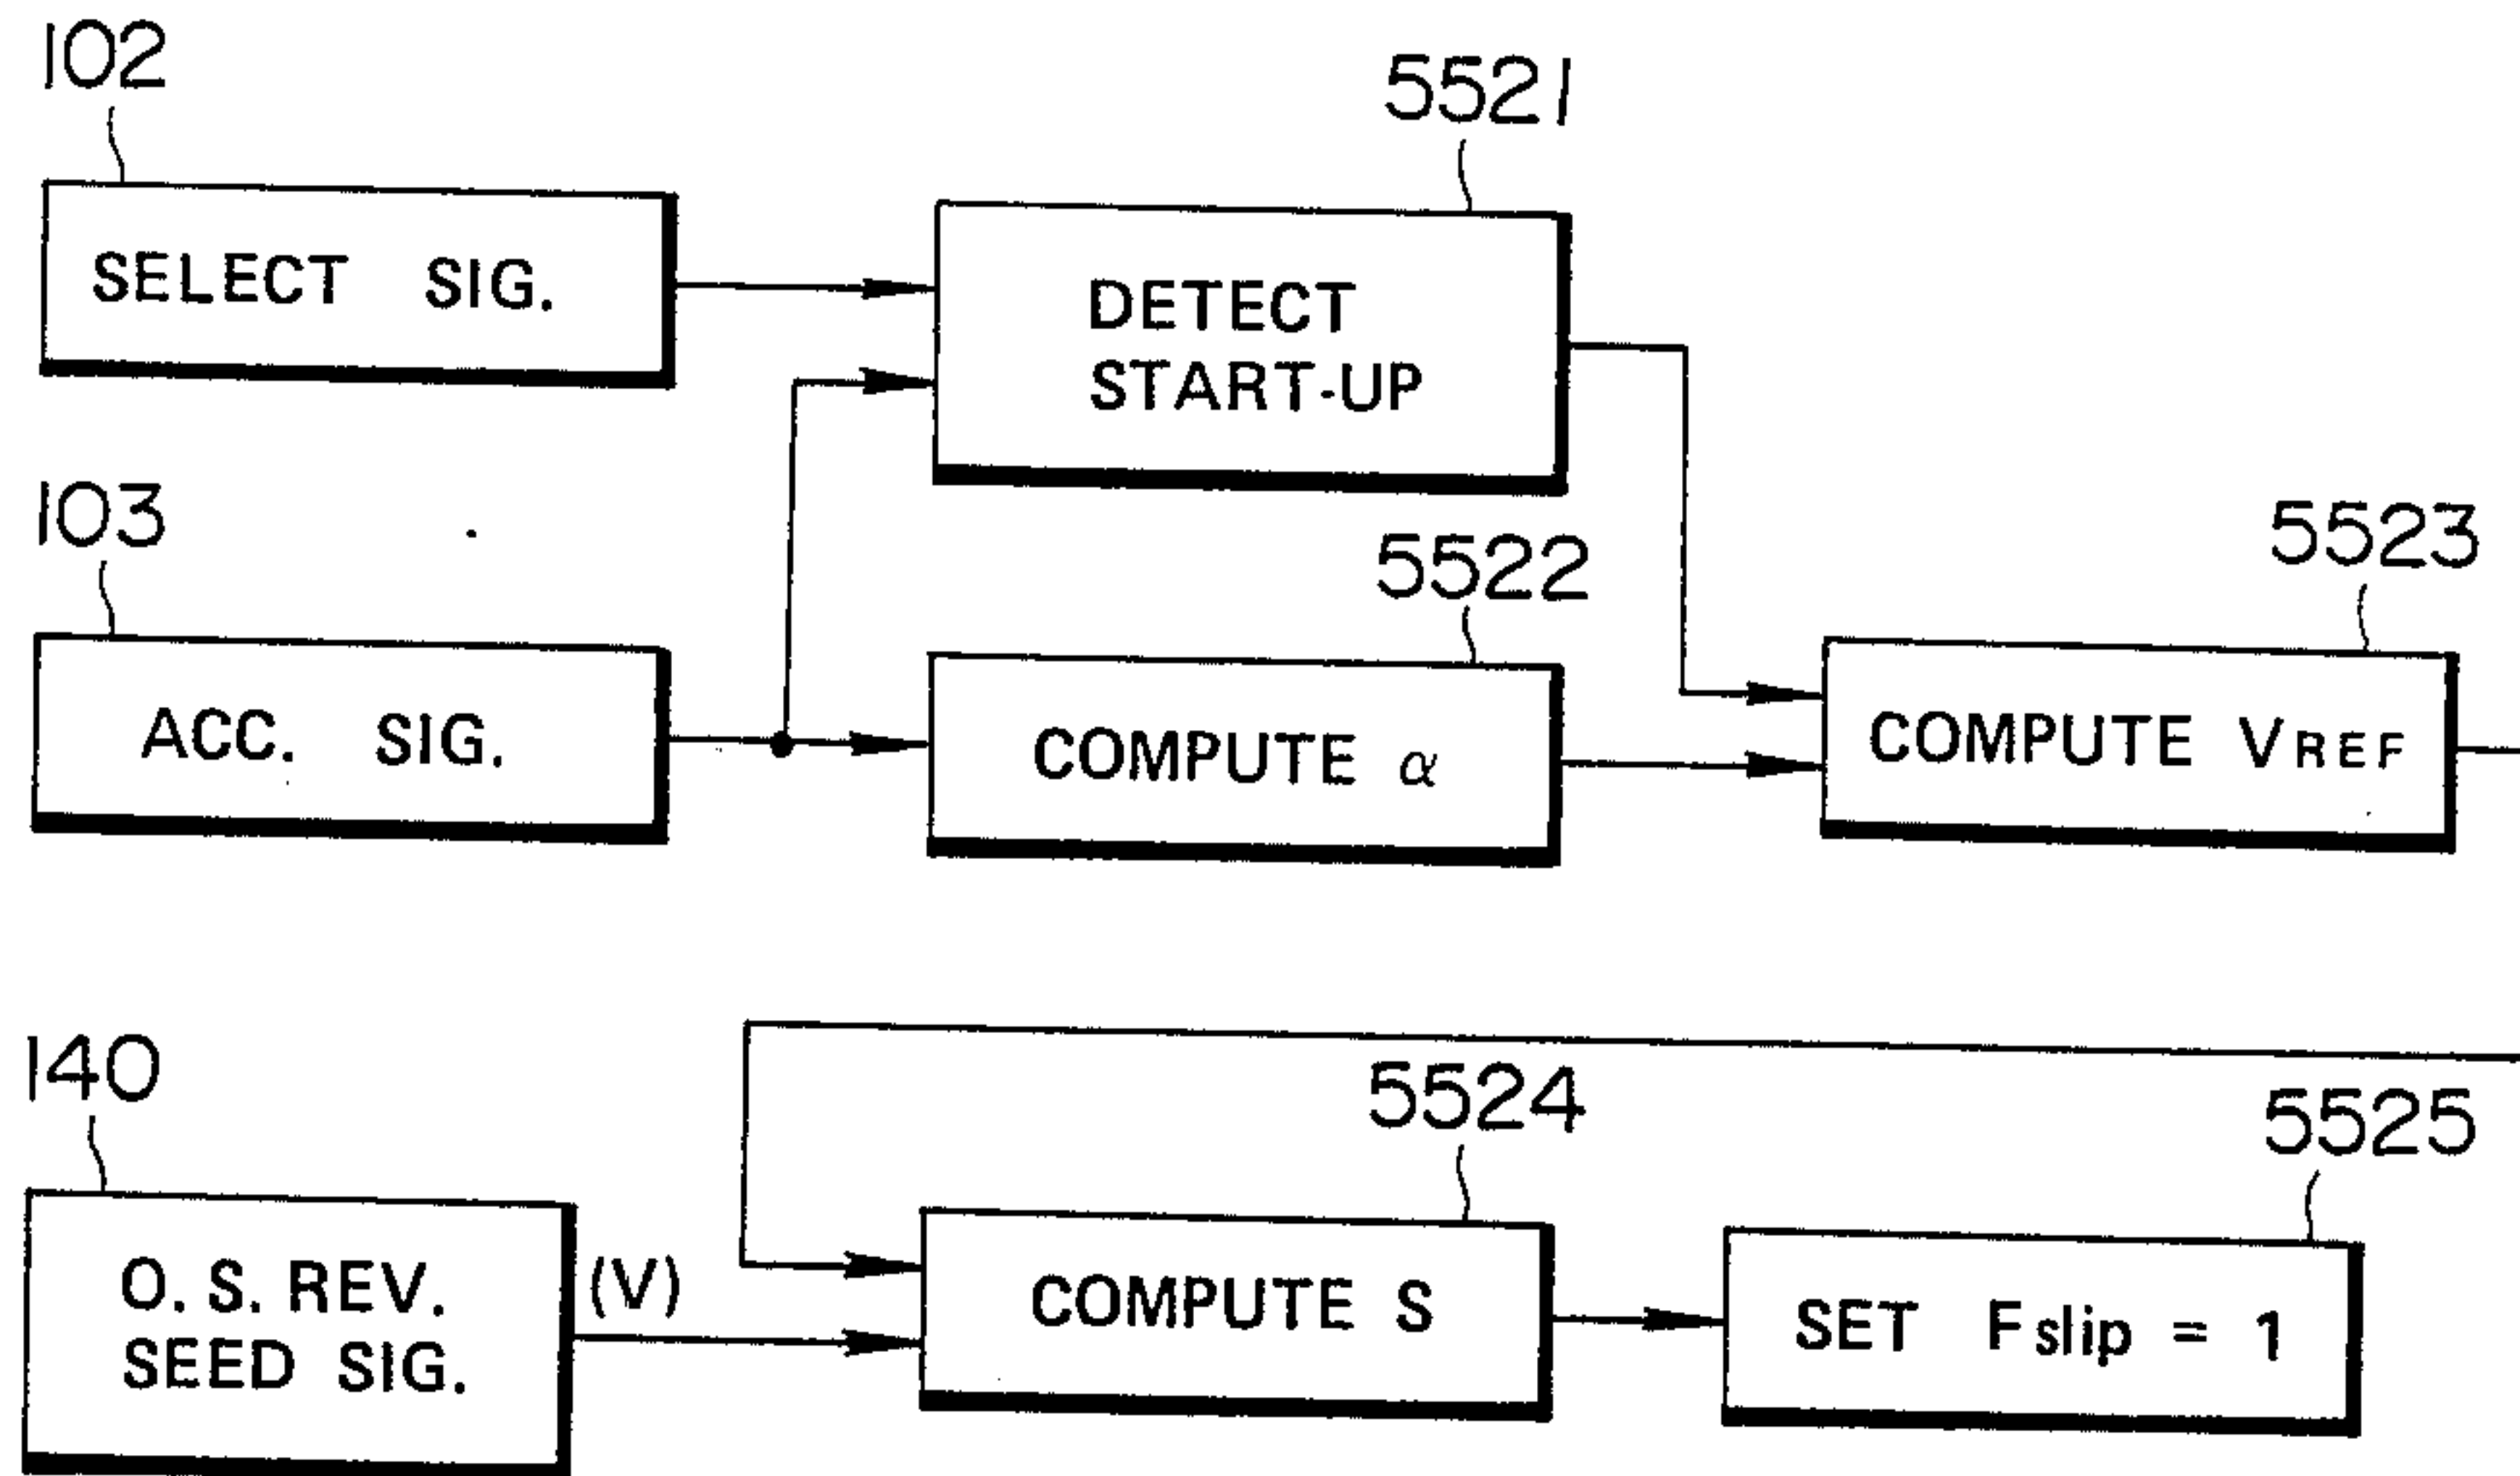 102
5521
SELECT SIG.
DETECT
START-UP
103
5522
5523
ACC. SIG.
COMPUTE α
COMPUTE VREF
140
5524
5525
O. S. REV.
SEED SIG.
(V)
COMPUTE S
SET Fslip = 1